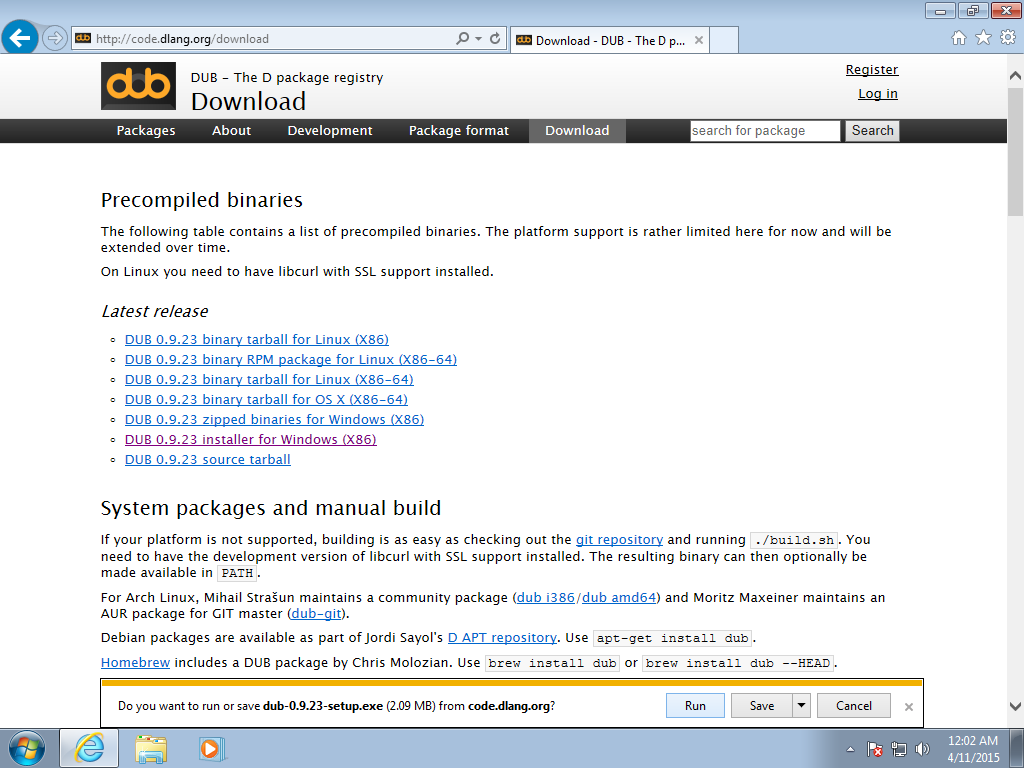 http://code.dlang.org/download
Download - DUB - The D p...
dub
DUB – The D package registry
Download
Register
Log in
Packages
About
Development
Package format
Download
search for package
Search
Precompiled binaries
The following table contains a list of precompiled binaries. The platform support is rather limited here for now and will be
extended over time.
On Linux you need to have libcurl with SSL support installed.
Latest release
DUB 0.9.23 binary tarball for Linux (X86)
DUB 0.9.23 binary RPM package for Linux (X86-64)
DUB 0.9.23 binary tarball for Linux (X86-64)
DUB 0.9.23 binary tarball for OS X (X86-64)
DUB 0.9.23 zipped binaries for Windows (X86)
DUB 0.9.23 installer for Windows (X86)
DUB 0.9.23 source tarball
System packages and manual build
If your platform is not supported, building is as easy as checking out the git repository and running ./build.sh. You
need to have the development version of libcurl with SSL support installed. The resulting binary can then optionally be
made available in PATH.
For Arch Linux, Mihail Strašun maintains a community package (dub i386/dub amd64) and Moritz Maxeiner maintains an
AUR package for GIT master (dub-git).
Debian packages are available as part of Jordi Sayol's D APT repository. Use apt-get install dub.
Homebrew includes a DUB package by Chris Molozian. Use brew install dub or brew install dub --HEAD.
Do you want to run or save dub-0.9.23-setup.exe (2.09 MB) from code.dlang.org?
Run
Save
Cancel
12:02 AM
4/11/2015